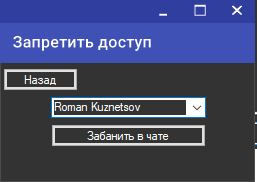 Запретить доступ
Назад
Roman Kuznetsov
Забанить в чате